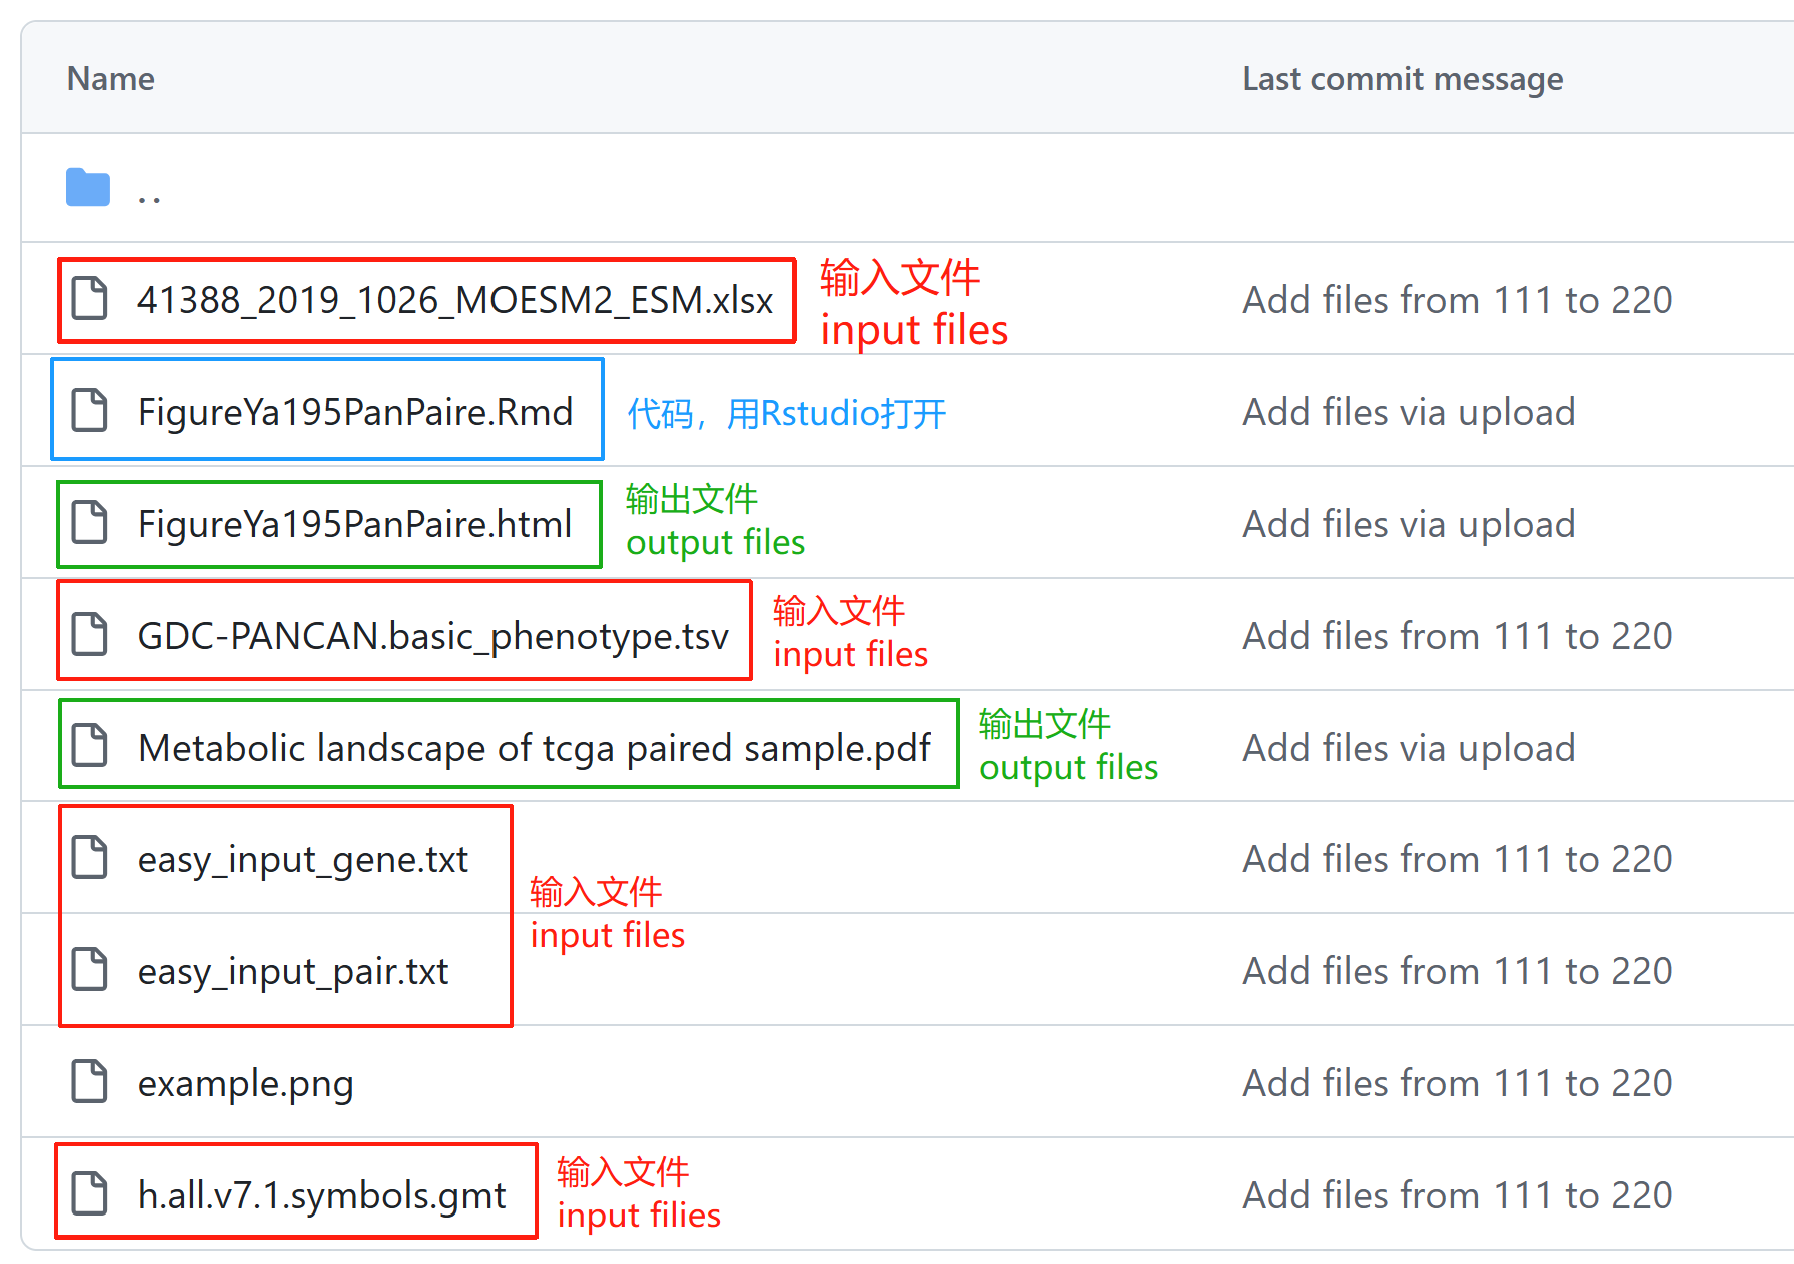 Name Last commit message
..
41388_2019_1026_MOESM2_ESM.xlsx 输入文件 Add files from 111 to 220
input files
FigureYa195PanPaire.Rmd 代码，用Rstudio打开 Add files via upload
输出文件
FigureYa195PanPaire.html Add files via upload
output files
输入文件
GDC-PANCAN.basic_phenotype.tsv Add files from 111 to 220
input files
输出文件
Metabolic landscape of tcga paired sample.pdf Add files via upload
output files
easy_input_gene.txt Add files from 111 to 220
输入文件
input files
easy_input_pair.txt Add files from 111 to 220
example.png Add files from 111 to 220
输入文件
h.all.v7.1.symbols.gmt Add files from 111 to 220
input filies